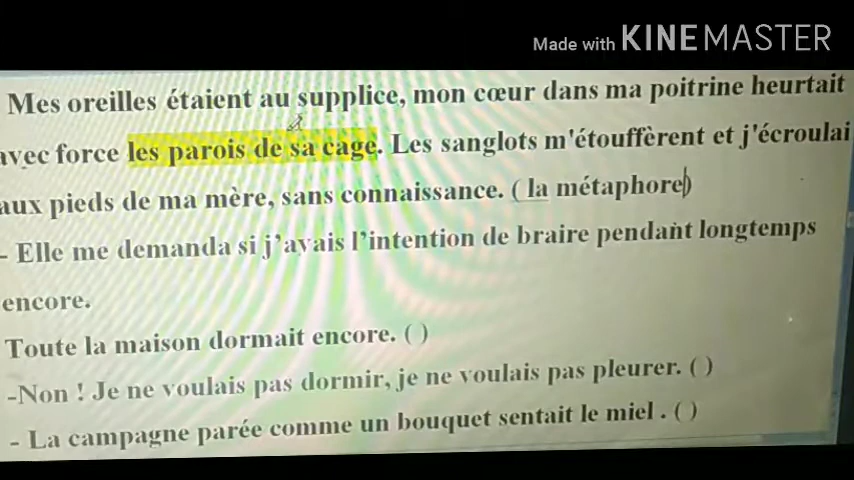 Made with KINEMASTER
Mes oreilles étaient au supplice, mon cœur dans ma poitrine heurtait
avec force les parois de sa cage. Les sanglots m'étouffèrent et j'écroulai
aux pieds de ma mère, sans connaissance. ( la métaphore)
- Elle me demanda si j'avais l'intention de braire pendant longtemps
encore.
Toute la maison dormait encore. ( )
-Non ! Je ne voulais pas dormir, je ne voulais pas pleurer. ( )
- La campagne parée comme un bouquet sentait le miel . ( )